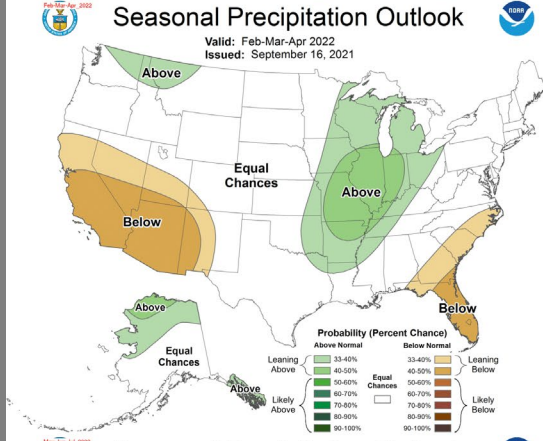 Feb-Mar-Apr_2022
Seasonal Precipitation Outlook
NOAA
Valid: Feb-Mar-Apr 2022
Issued: September 16, 2021
Above
Equal
Chances
Above
Below
Below
Above
Equal
Chances
Above
Probability (Percent Chance)
Above Normal
Below Normal
Leaning
Above
33-40%
40-50%
Likely
Above
50-60%
60-70%
70-80%
80-90%
90-100%
Equal
Chances
33-40%
40-50%
Leaning
Below
50-60%
60-70%
70-80%
80-90%
90-100%
Likely
Below